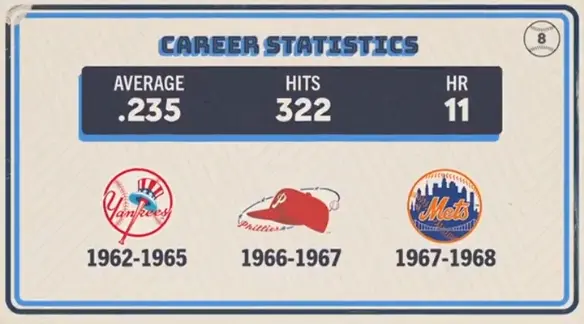 CAREER STATISTICS
8
AVERAGE HITS HR
.235 322 11
Yankees
P
Phillies
Mets
1962-1965 1966-1967 1967-1968